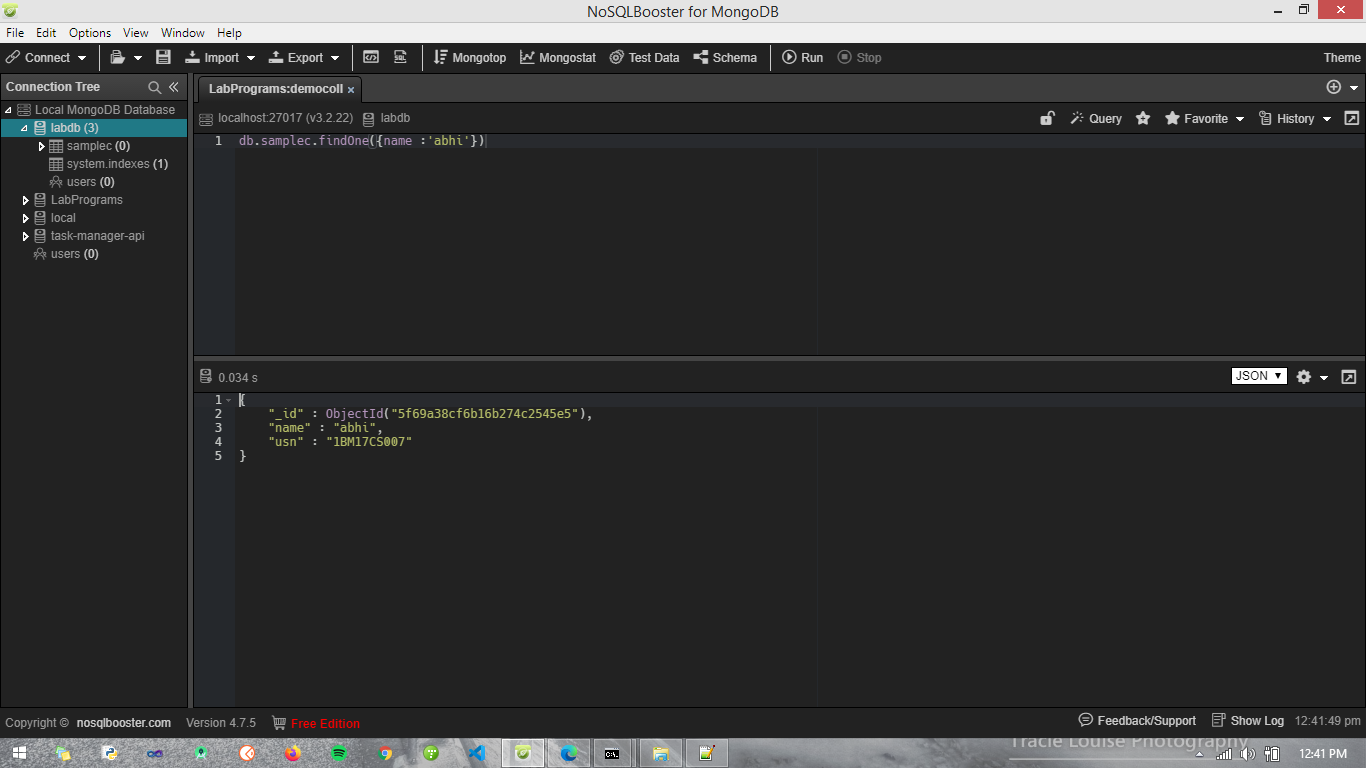 NoSQLBooster for MongoDB
File Edit Options View Window Help
Connect Import Export Mongotop Mongostat Test Data Schema Run Stop Theme
Connection Tree
LabPrograms:democoll ×
Local MongoDB Database
localhost:27017 (v3.2.22) labdb Query Favorite History
labdb (3)
samplec (0)
system.indexes (1)
users (0)
LabPrograms
local
task-manager-api
users (0)
1 db.samplec.findOne({name :'abhi'})
0.034 s JSON
1 {
2 "_id" : ObjectId("5f69a38cf6b16b274c2545e5"),
3 "name" : "abhi",
4 "usn" : "1BM17CS007"
5 }
Copyright © nosqlbooster.com Version 4.7.5 Free Edition Feedback/Support Show Log 12:41:49 pm
Tracie Louise Photography
12:41 PM